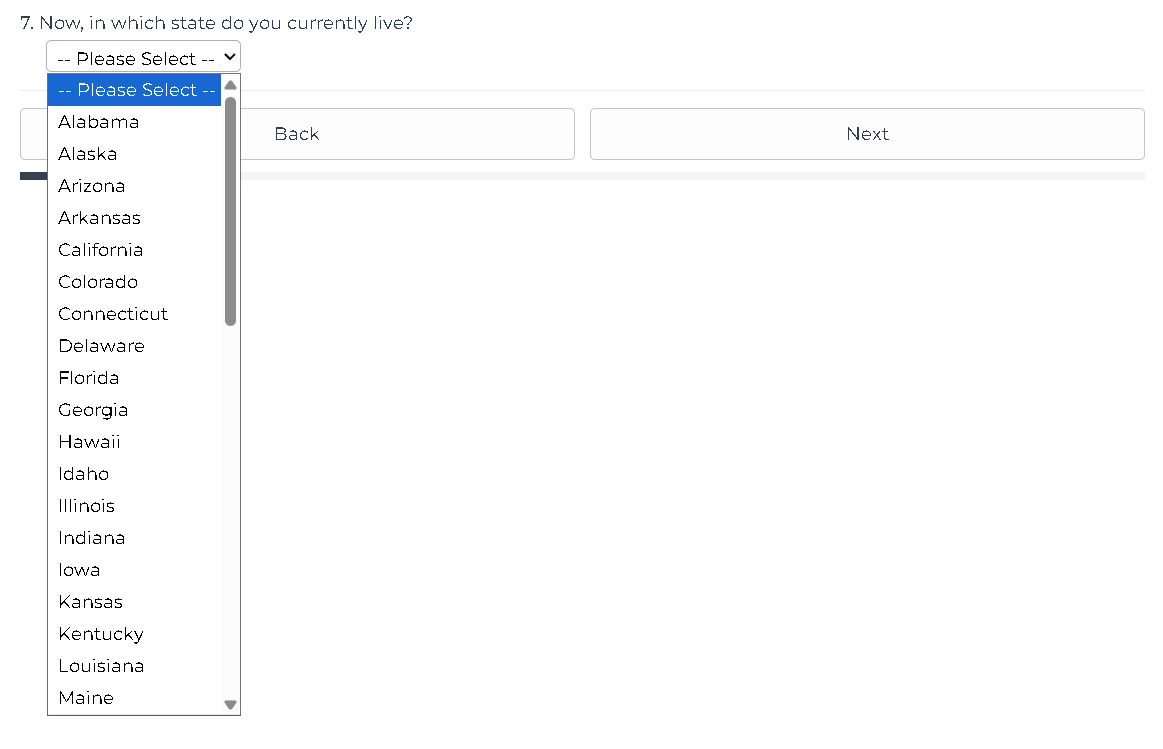 7. Now, in which state do you currently live?
-- Please Select --
-- Please Select --
Alabama
Alaska
Arizona
Arkansas
California
Colorado
Connecticut
Delaware
Florida
Georgia
Hawaii
Idaho
Illinois
Indiana
Iowa
Kansas
Kentucky
Louisiana
Maine
Back
Next